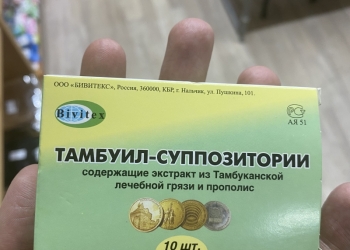 ООО «БИВИТЕКС», Россия, 360000, КБР, г. Нальчик, ул. Пушкина, 101.
Bivitex
АЯ 51
ТАМБУИЛ-СУППОЗИТОРИИ
содержащие экстракт из Тамбуканской
лечебной грязи и прополис
10 шт.